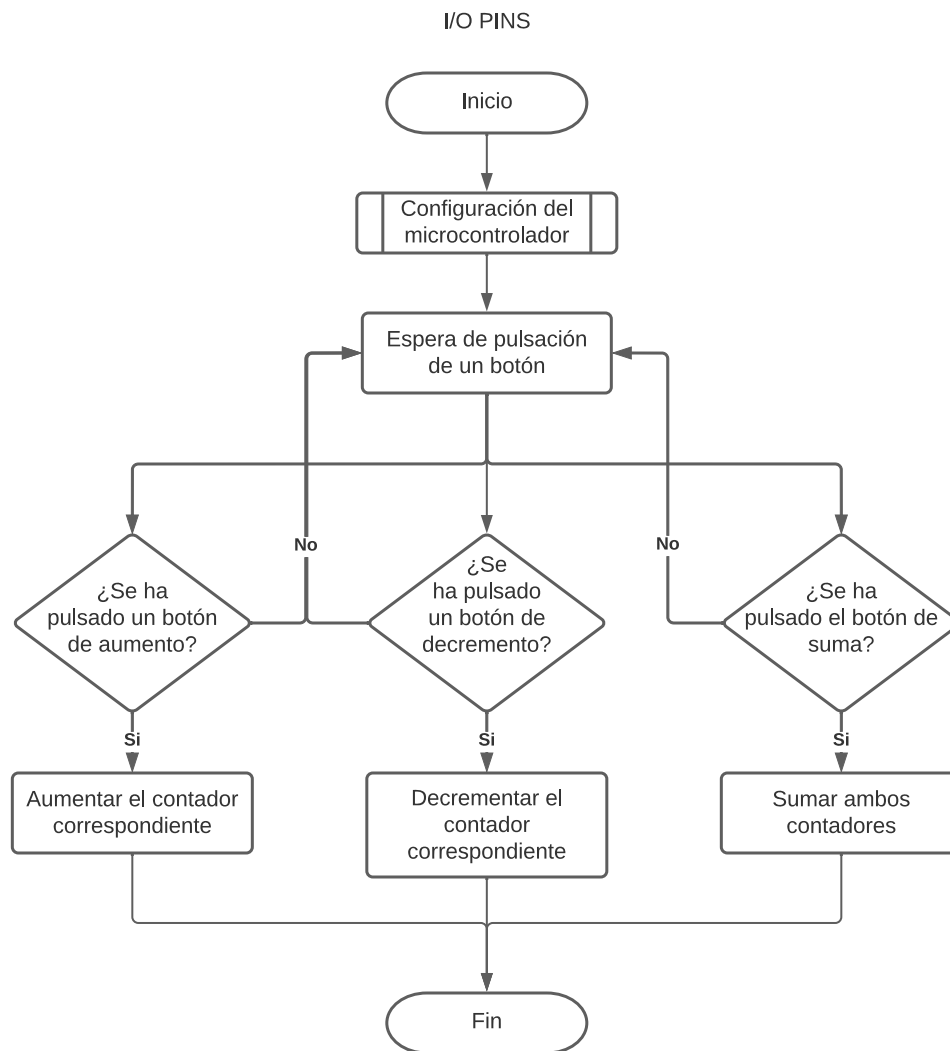 I/O PINS
Inicio
Configuración del
microcontrolador
Espera de pulsación
de un botón
No
No
¿Se ha
pulsado un botón
de aumento?
¿Se
ha pulsado
un botón de
decremento?
¿Se ha
pulsado el botón de
suma?
Si
Si
Si
Aumentar el contador
correspondiente
Decrementar el
contador
correspondiente
Sumar ambos
contadores
Fin